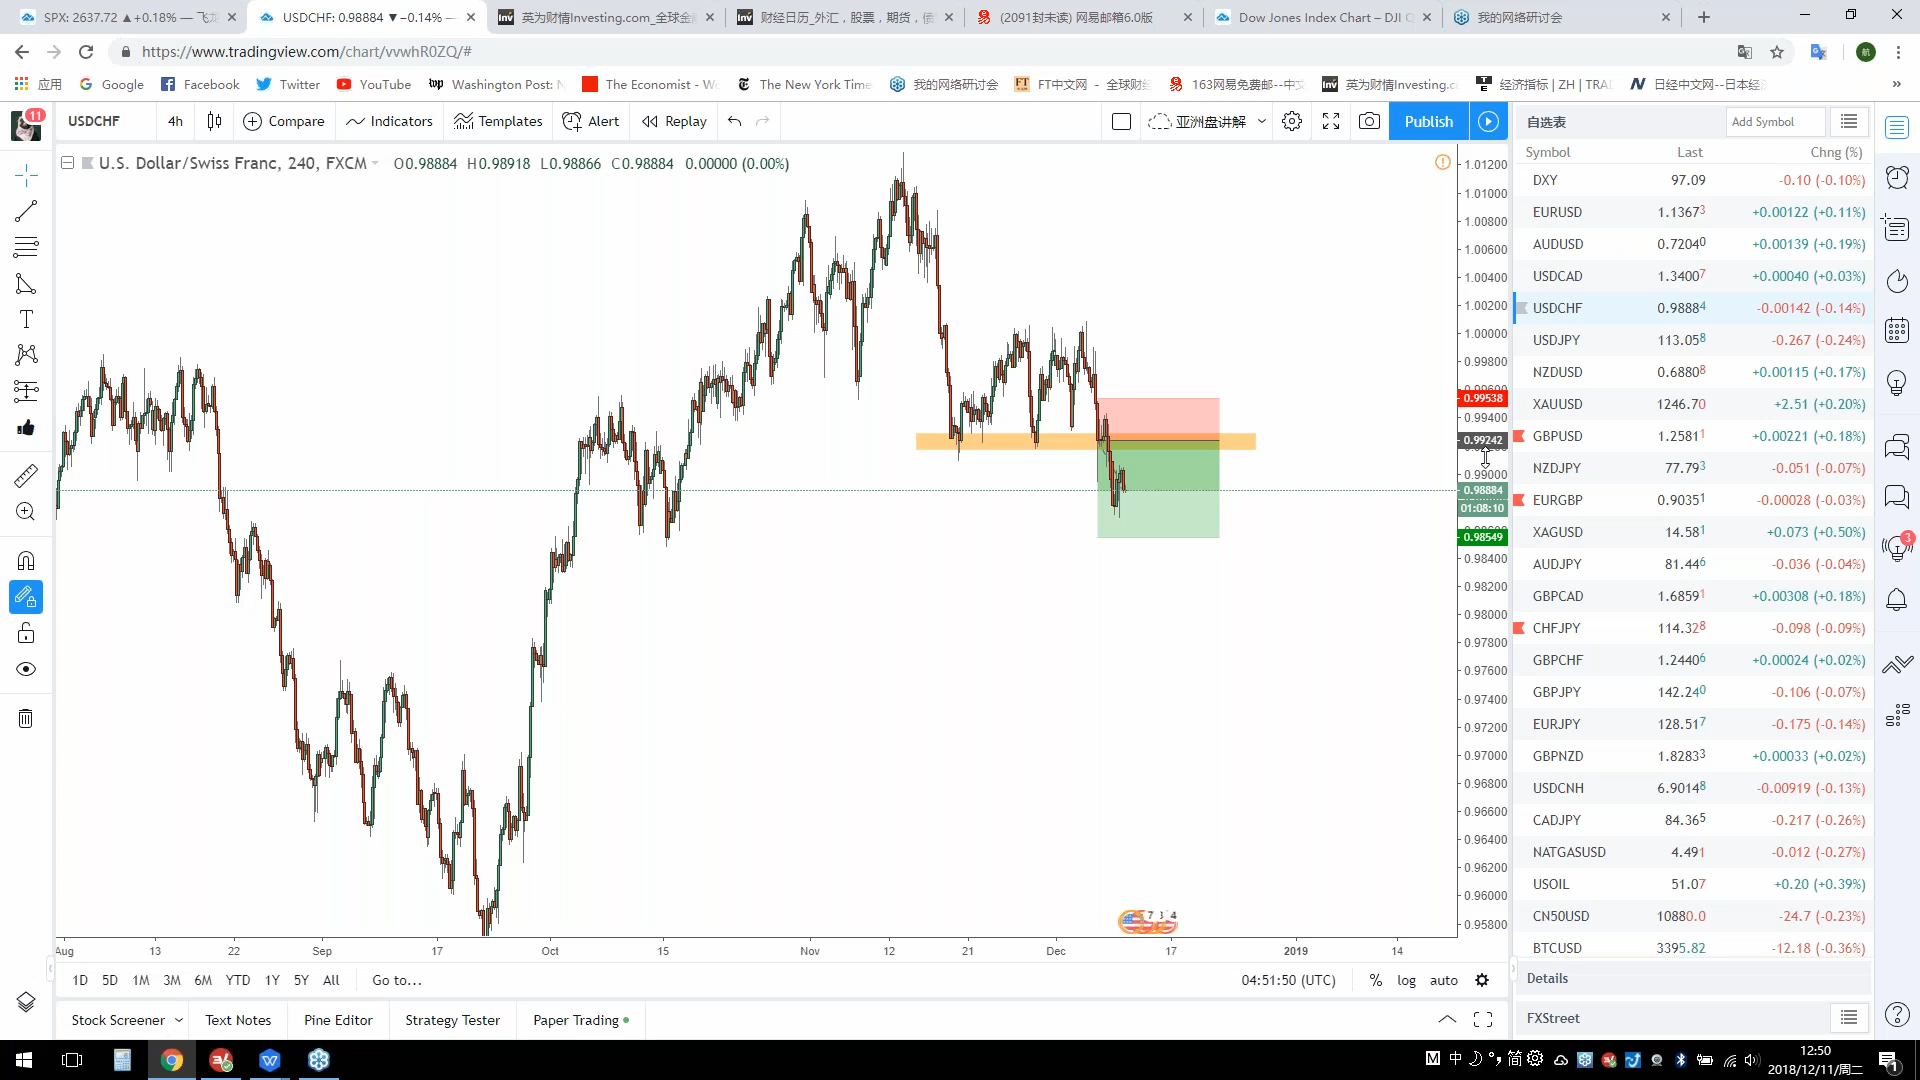 SPX: 2637.72 ▲+0.18% —
USDCHF: 0.98884 ▼−0.14% —
英为财情Investing.com_全球金
财经日历_外汇，股票，期货，债
(2091封未读) 网易邮箱6.0版
Dow Jones Index Chart – DJI
我的网络研讨会
https://www.tradingview.com/chart/vvwhR0ZQ/#
应用 Google Facebook Twitter YouTube Washington Post: The Economist - The New York Time 我的网络研讨会 FT中文网 - 全球财 163网易免费邮--中 英为财情Investing.c 经济指标 | ZH | TRA 日经中文网--日本经 »
11
USDCHF 4h Compare Indicators Templates Alert Replay 亚洲盘讲解 Publish
U.S. Dollar/Swiss Franc, 240, FXCM O0.98884 H0.98918 L0.98866 C0.98884 0.00000 (0.00%)
1.01200
1.01000
1.00800
1.00600
1.00400
1.00200
1.00000
0.99800
0.99538
0.99400
0.99242
0.99000
0.98884
01:08:10
0.98549
0.98400
0.98200
0.98000
0.97800
0.97600
0.97400
0.97200
0.97000
0.96800
0.96600
0.96400
0.96200
0.96000
0.95800
7 3 4
Aug 13 22 Sep 17 Oct 15 Nov 12 21 Dec 17 2019 14
1D 5D 1M 3M 6M YTD 1Y 5Y All Go to... 04:51:50 (UTC) % log auto
Stock Screener Text Notes Pine Editor Strategy Tester Paper Trading
自选表 Add Symbol
Symbol Last Chng (%)
DXY 97.09 -0.10 (-0.10%)
EURUSD 1.13673 +0.00122 (+0.11%)
AUDUSD 0.72040 +0.00139 (+0.19%)
USDCAD 1.34007 +0.00040 (+0.03%)
USDCHF 0.98884 -0.00142 (-0.14%)
USDJPY 113.058 -0.267 (-0.24%)
NZDUSD 0.68808 +0.00115 (+0.17%)
XAUUSD 1246.70 +2.51 (+0.20%)
GBPUSD 1.25811 +0.00221 (+0.18%)
NZDJPY 77.793 -0.051 (-0.07%)
EURGBP 0.90351 -0.00028 (-0.03%)
XAGUSD 14.581 +0.073 (+0.50%)
AUDJPY 81.446 -0.036 (-0.04%)
GBPCAD 1.68591 +0.00308 (+0.18%)
CHFJPY 114.328 -0.098 (-0.09%)
GBPCHF 1.24406 +0.00024 (+0.02%)
GBPJPY 142.240 -0.106 (-0.07%)
EURJPY 128.517 -0.175 (-0.14%)
GBPNZD 1.82833 +0.00033 (+0.02%)
USDCNH 6.90148 -0.00919 (-0.13%)
CADJPY 84.365 -0.217 (-0.26%)
NATGASUSD 4.491 -0.012 (-0.27%)
USOIL 51.07 +0.20 (+0.39%)
CN50USD 10880.0 -24.7 (-0.23%)
BTCUSD 3395.82 -12.18 (-0.36%)
Details
FXStreet
3
M 中 简
12:50
2018/12/11/周二
1